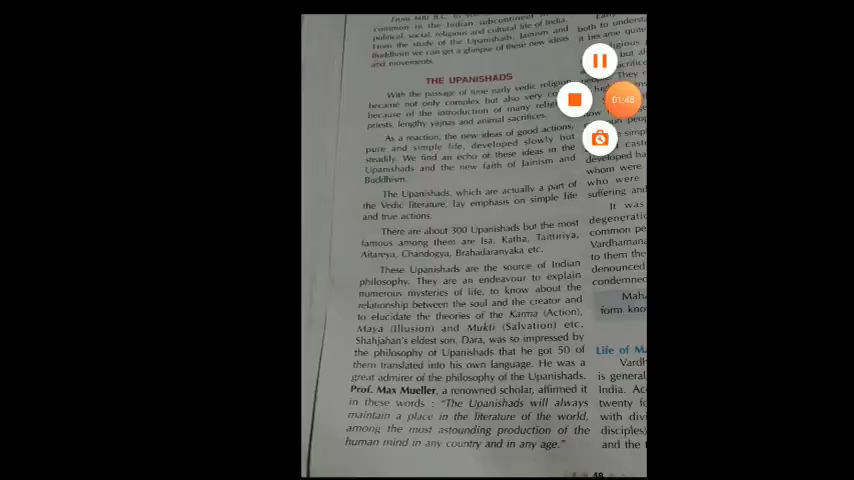 From 600 B.C. to
common in the Indian subcontinent
political, social, religious and cultural life of India.
From the study of the Upanishads, Jainism and
Buddhism we can get a glimpse of these new ideas
and movements.
THE UPANISHADS
With the passage of time early vedic religion
became not only complex but also very
because of the introduction of many
priests, lengthy yajnas and animal sacrifices.
As a reaction, the new ideas of good actions,
pure and simple life, developed slowly but
steadily. We find an echo of these ideas in the
Upanishads and the new faith of Jainism and
Buddhism.
The Upanishads, which are actually a part of
the Vedic literature, lay emphasis on simple life
and true actions.
There are about 300 Upanishads but the most
famous among them are Isa, Katha, Taittiriya,
Aitareya, Chandogya, Brahadaranyaka etc.
These Upanishads are the source of Indian
philosophy. They are an endeavour to explain
numerous mysteries of life, to know about the
relationship between the soul and the creator and
to elucidate the theories of the Karma (Action),
Maya (Illusion) and Mukti (Salvation) etc.
Shahjahan's eldest son, Dara, was so impressed by
the philosophy of Upanishads that he got 50 of
them translated into his own language. He was a
great admirer of the philosophy of the Upanishads.
Prof. Max Mueller, a renowned scholar, affirmed it
in these words : "The Upanishads will always
maintain a place in the literature of the world,
among the most astounding production of the
human mind in any country and in any age."
48
both to
it became quite
but
They
simple
developed
whom were
who were
suffering and
It was
degeneration
common
Vardhamana
to them the
denounced
condemned
form
Life of
is general
India.
twenty
with
disciples
and the
01:48